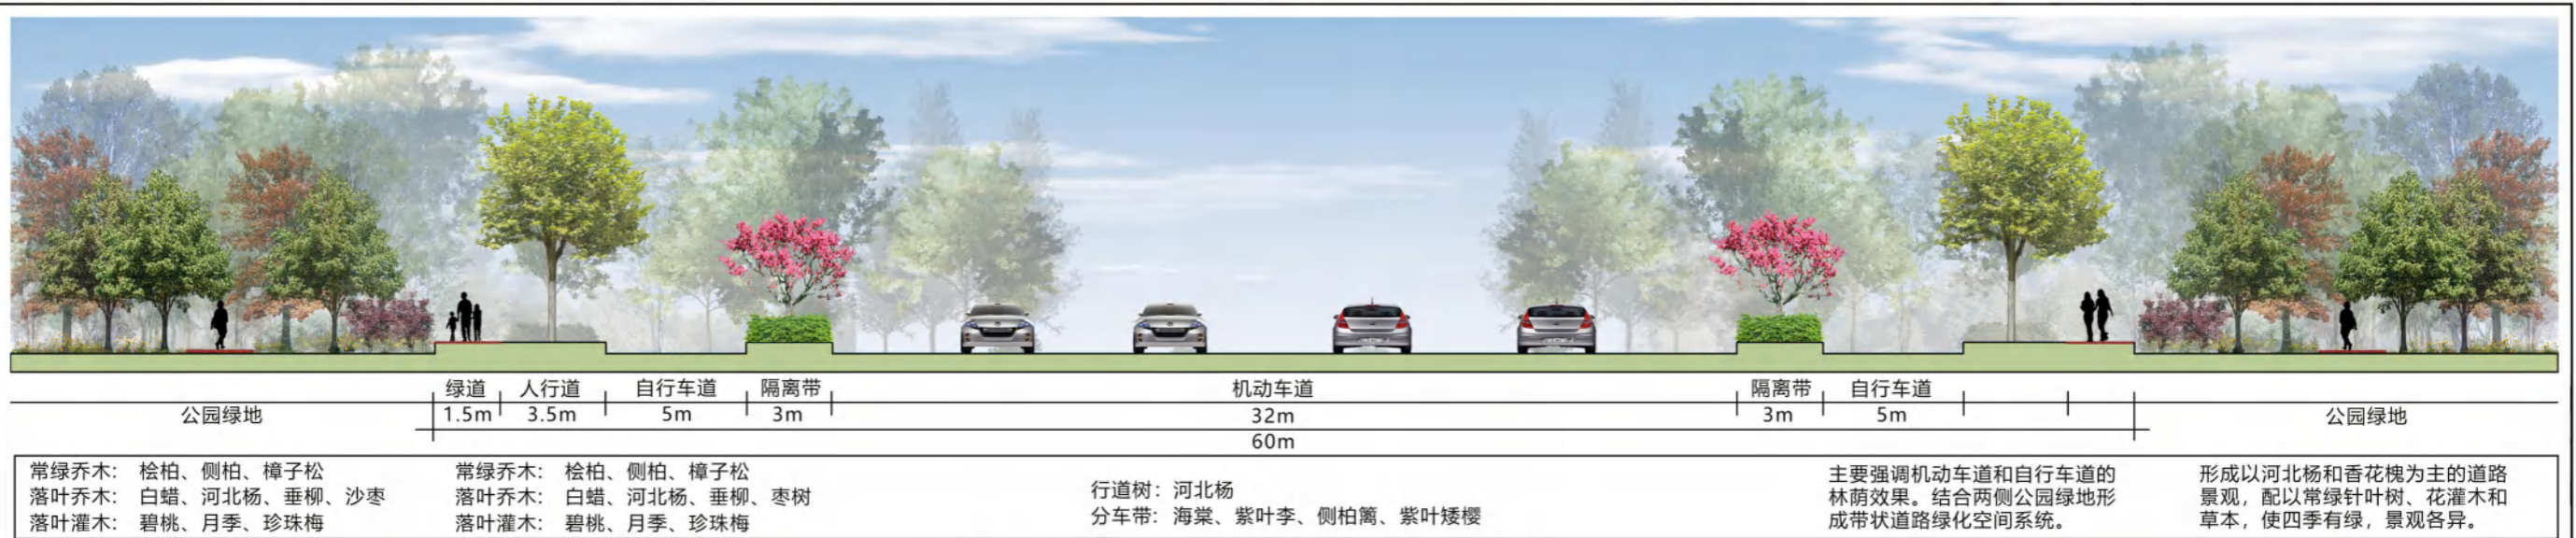 绿道 人行道 自行车道 隔离带 机动车道 隔离带 自行车道
公园绿地 1.5m 3.5m 5m 3m 32m 3m 5m 公园绿地
60m
常绿乔木： 桧柏、侧柏、樟子松
落叶乔木： 白蜡、河北杨、垂柳、沙枣
落叶灌木： 碧桃、月季、珍珠梅
常绿乔木： 桧柏、侧柏、樟子松
落叶乔木： 白蜡、河北杨、垂柳、枣树
落叶灌木： 碧桃、月季、珍珠梅
行道树：河北杨
分车带：海棠、紫叶李、侧柏篱、紫叶矮樱
主要强调机动车道和自行车道的
林荫效果。结合两侧公园绿地形
成带状道路绿化空间系统。
形成以河北杨和香花槐为主的道路
景观，配以常绿针叶树、花灌木和
草本，使四季有绿，景观各异。